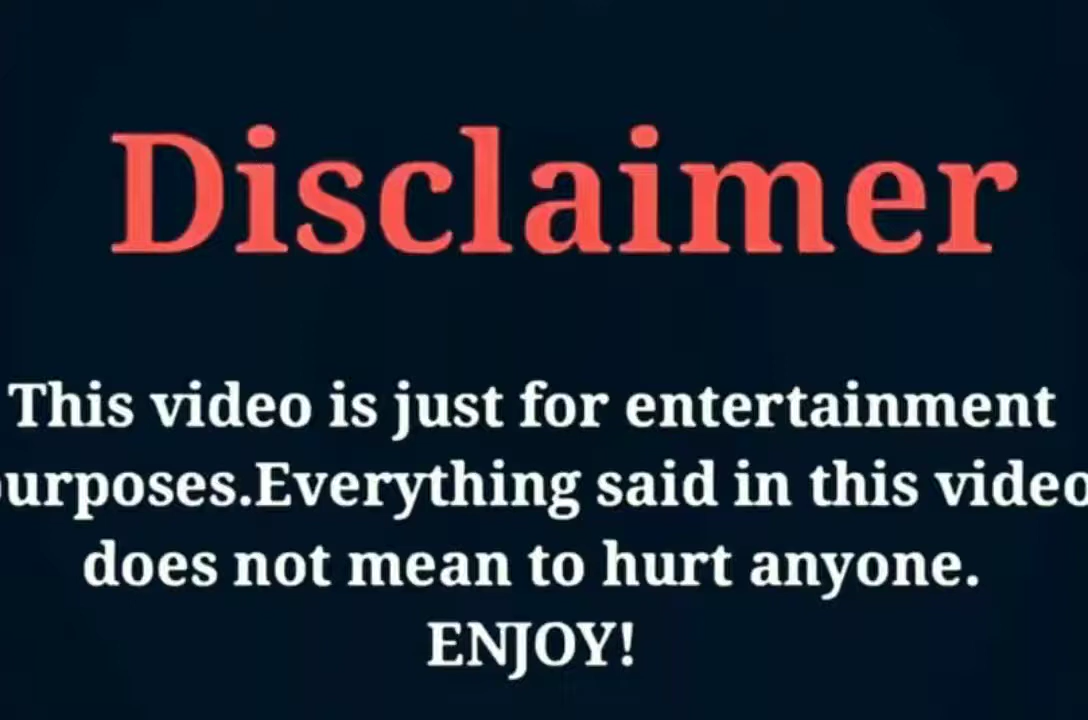 Disclaimer
This video is just for entertainment
purposes.Everything said in this video
does not mean to hurt anyone.
ENJOY!